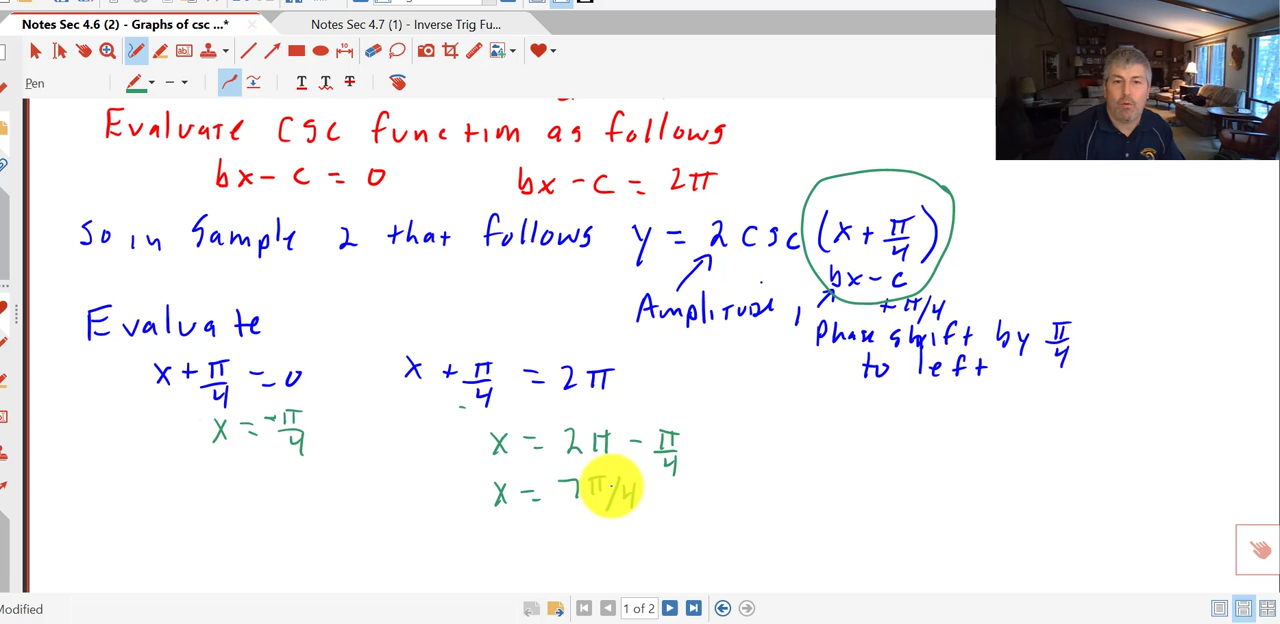 Notes Sec 4.6 (2) - Graphs of csc ...*
Notes Sec 4.7 (1) - Inverse Trig Fu...
Pen
Evaluate csc function as follows
bx - c = 0
bx - c = 2π
So in Sample 2 that follows y = 2 csc (x + π/4)
bx - c
+ π/4
Amplitude,
Phase shift by π/4
to left
Evaluate
x + π/4 = 0
x + π/4 = 2π
x = -π/4
x = 2π - π/4
x = 7π/4
Modified
1 of 2